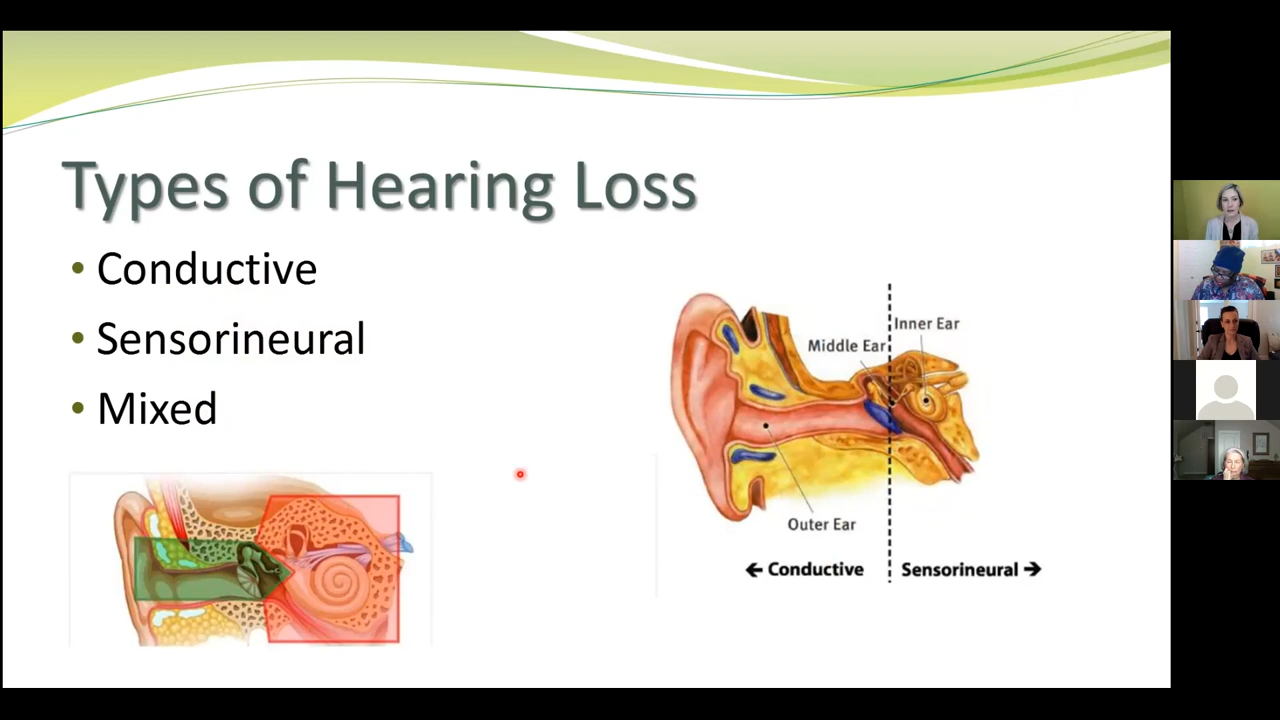 Types of Hearing Loss
• Conductive
• Sensorineural
• Mixed
Inner Ear
Middle Ear
Outer Ear
← Conductive
Sensorineural →